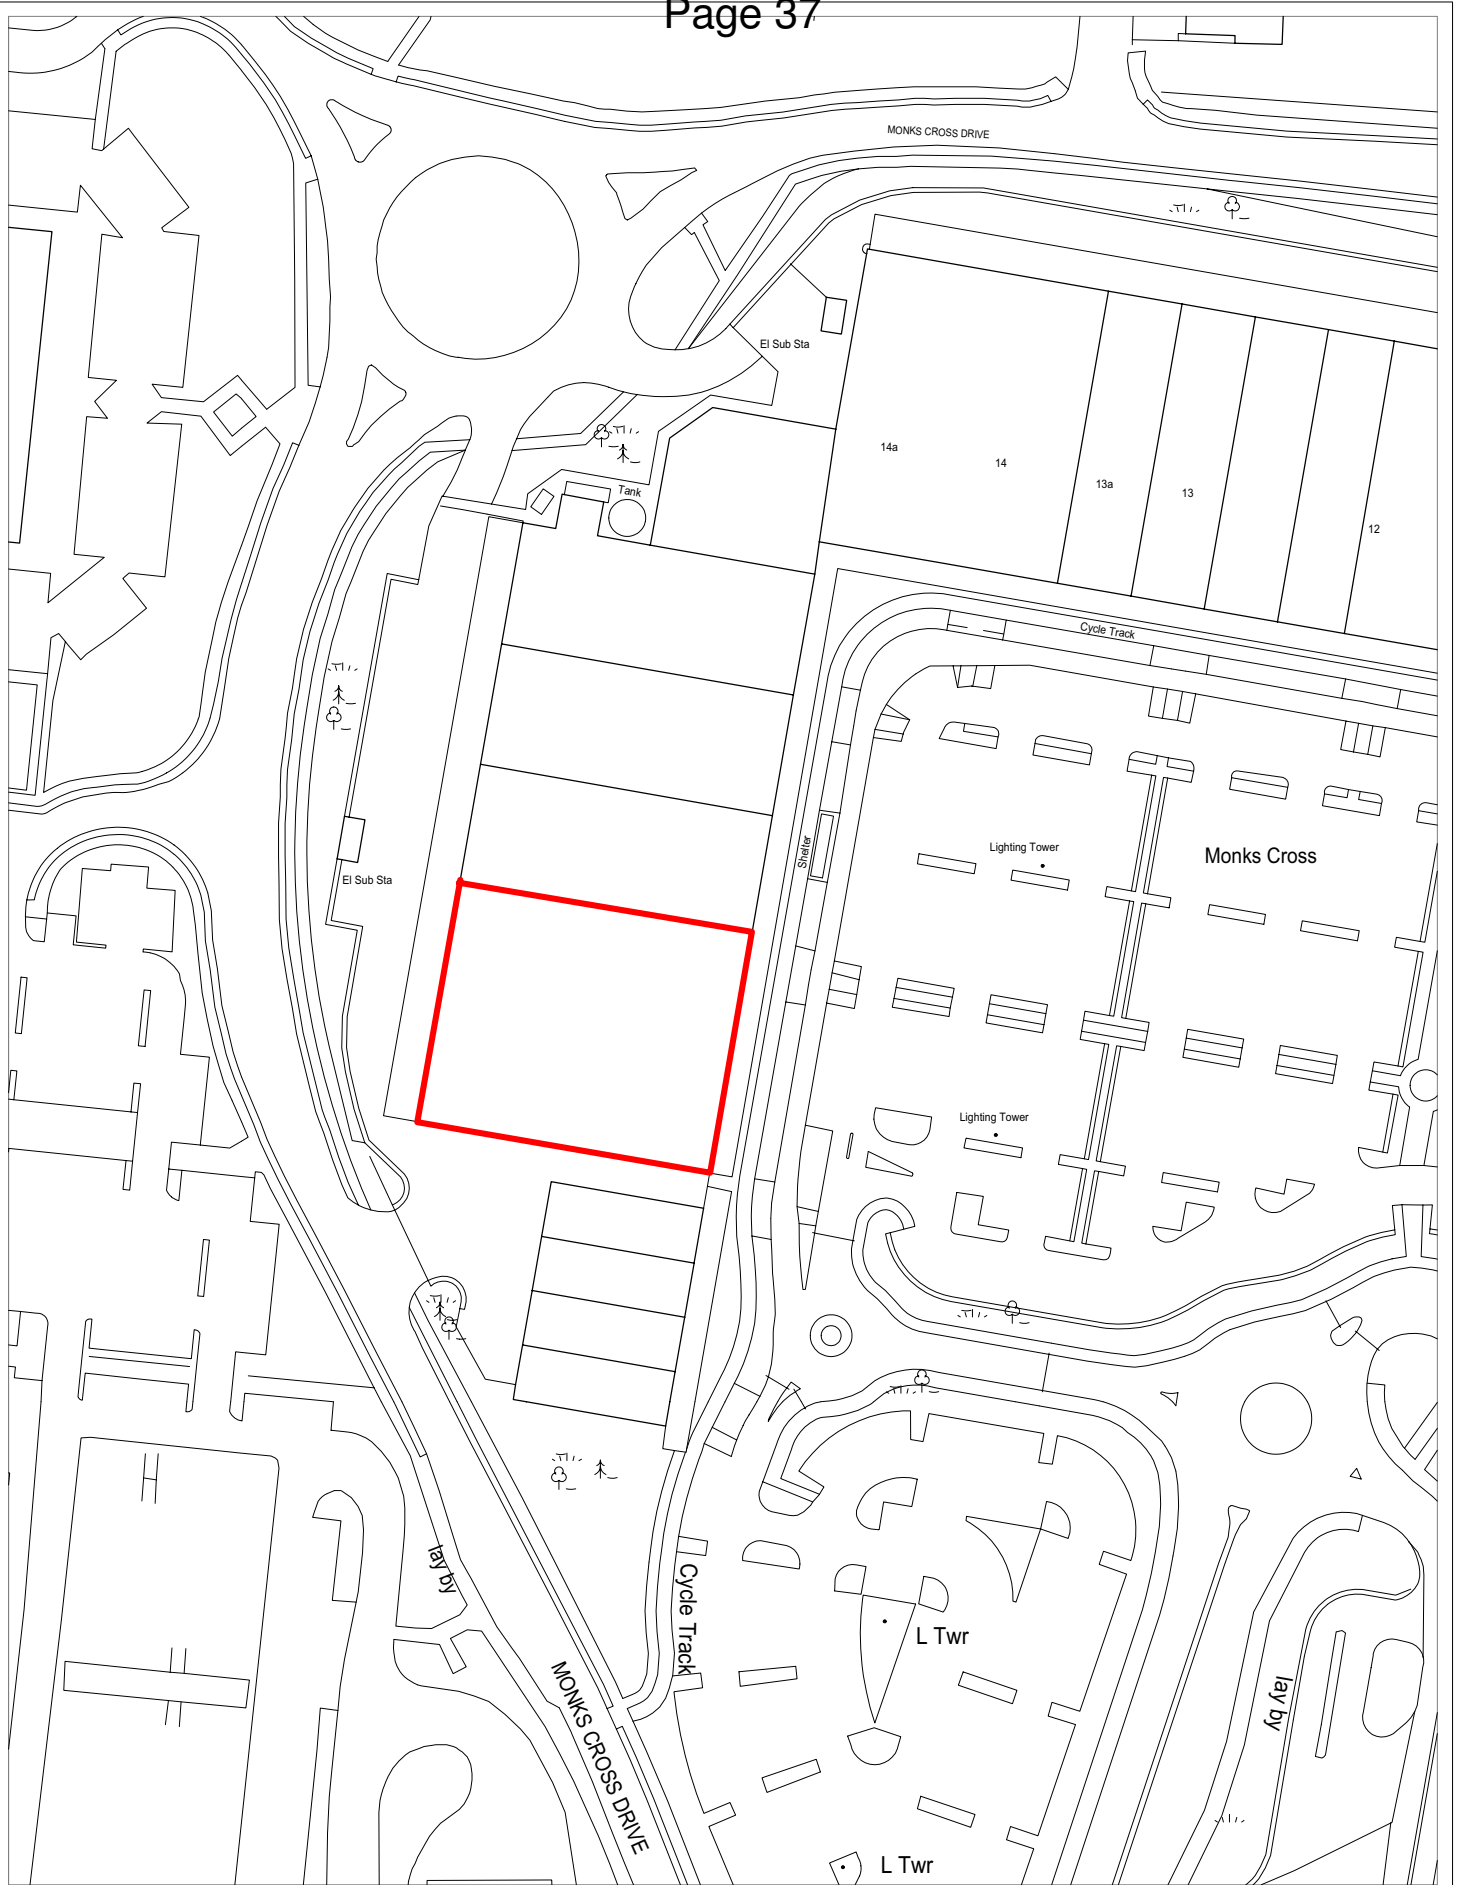 Page 37
MONKS CROSS DRIVE
El Sub Sta
14a
14
13a
13
12
Tank
Cycle Track
Shelter
Lighting Tower
Monks Cross
El Sub Sta
Lighting Tower
lay by
Cycle Track
L Twr
MONKS CROSS DRIVE
lay by
L Twr